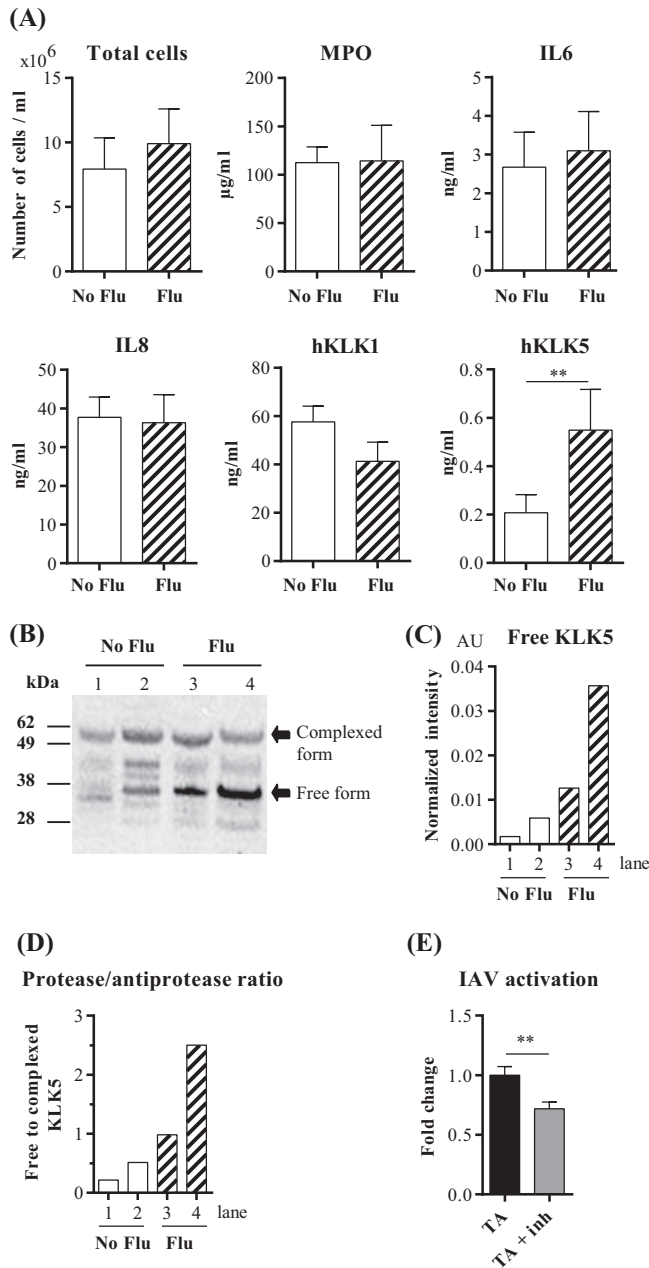 (A)
Total cells
x10⁶
Number of cells / ml
15
10
5
0
No Flu
Flu
MPO
µg/ml
200
150
100
50
0
No Flu
Flu
IL6
ng/ml
5
4
3
2
1
0
No Flu
Flu
IL8
ng/ml
50
40
30
20
10
0
No Flu
Flu
hKLK1
ng/ml
80
60
40
20
0
No Flu
Flu
hKLK5
**
ng/ml
0.8
0.6
0.4
0.2
0.0
No Flu
Flu
(B)
No Flu
Flu
kDa
1
2
3
4
62
49
38
28
Complexed
form
Free form
(C)
AU
Free KLK5
Normalized intensity
0.04
0.03
0.02
0.01
0.00
1
2
3
4
lane
No Flu
Flu
(D)
Protease/antiprotease ratio
Free to complexed
KLK5
3
2
1
0
1
2
3
4
lane
No Flu
Flu
(E)
IAV activation
**
Fold change
1.5
1.0
0.5
0.0
TA
TA + inh